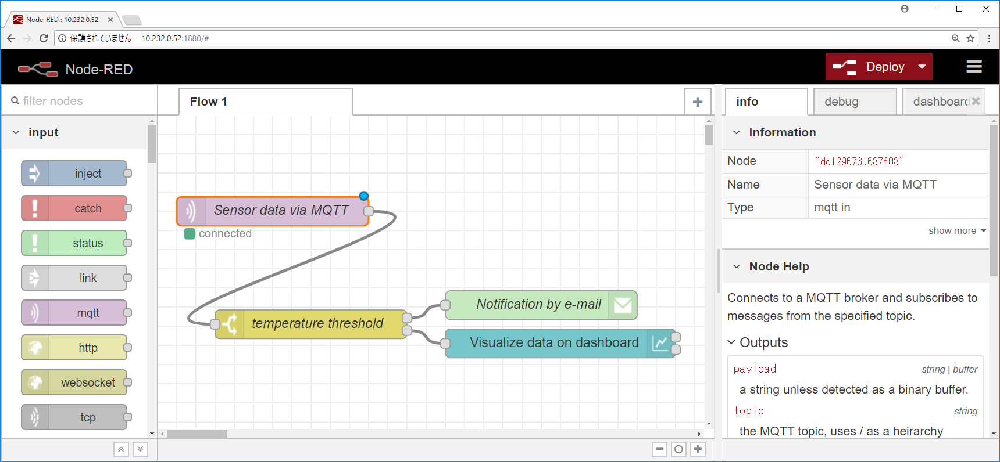 Node-RED : 10.232.0.52
保護されていません 10.232.0.52:1880/#
Node-RED
Deploy
filter nodes
Flow 1
info
debug
dashboard
input
inject
catch
status
link
mqtt
http
websocket
tcp
Sensor data via MQTT
connected
temperature threshold
Notification by e-mail
Visualize data on dashboard
Information
Node "dc129676.687f08"
Name Sensor data via MQTT
Type mqtt in
show more
Node Help
Connects to a MQTT broker and subscribes to
messages from the specified topic.
Outputs
payload string | buffer
a string unless detected as a binary buffer.
topic string
the MQTT topic, uses / as a heirarchy